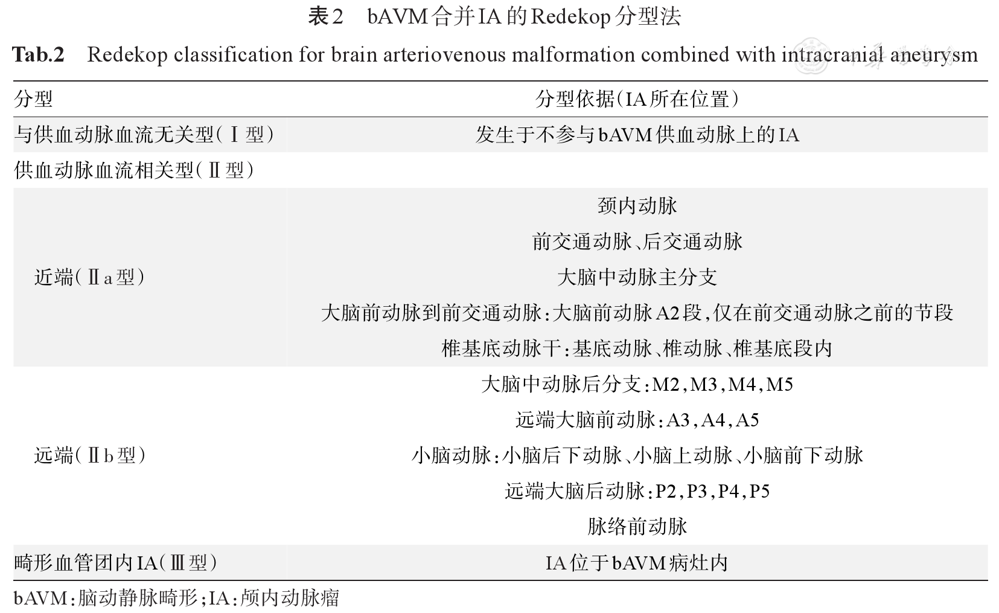 表2 bAVM合并IA的Redekop分型法
Tab.2 Redekop classification for brain arteriovenous malformation combined with intracranial aneurysm
分型 分型依据(IA所在位置)
与供血动脉血流无关型(Ⅰ型) 发生于不参与bAVM供血动脉上的IA
供血动脉血流相关型(Ⅱ型)
颈内动脉
前交通动脉、后交通动脉
近端(Ⅱa型) 大脑中动脉主分支
大脑前动脉到前交通动脉:大脑前动脉A2段,仅在前交通动脉之前的节段
椎基底动脉干:基底动脉、椎动脉、椎基底段内
大脑中动脉后分支:M2,M3,M4,M5
远端大脑前动脉:A3,A4,A5
远端(Ⅱb型) 小脑动脉:小脑后下动脉、小脑上动脉、小脑前下动脉
远端大脑后动脉:P2,P3,P4,P5
脉络前动脉
畸形血管团内IA(Ⅲ型) IA位于bAVM病灶内
bAVM:脑动静脉畸形;IA:颅内动脉瘤